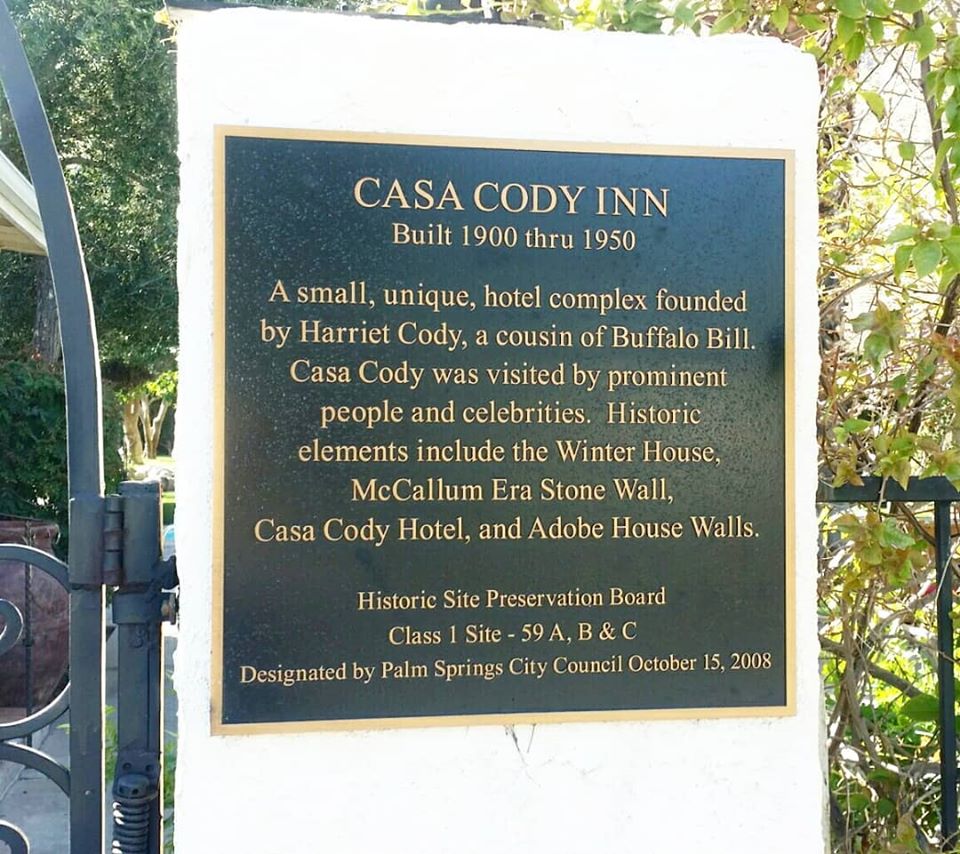 CASA CODY INN
Built 1900 thru 1950
A small, unique, hotel complex founded
by Harriet Cody, a cousin of Buffalo Bill.
Casa Cody was visited by prominent
people and celebrities. Historic
elements include the Winter House,
McCallum Era Stone Wall,
Casa Cody Hotel, and Adobe House Walls.
Historic Site Preservation Board
Class 1 Site - 59 A, B & C
Designated by Palm Springs City Council October 15, 2008